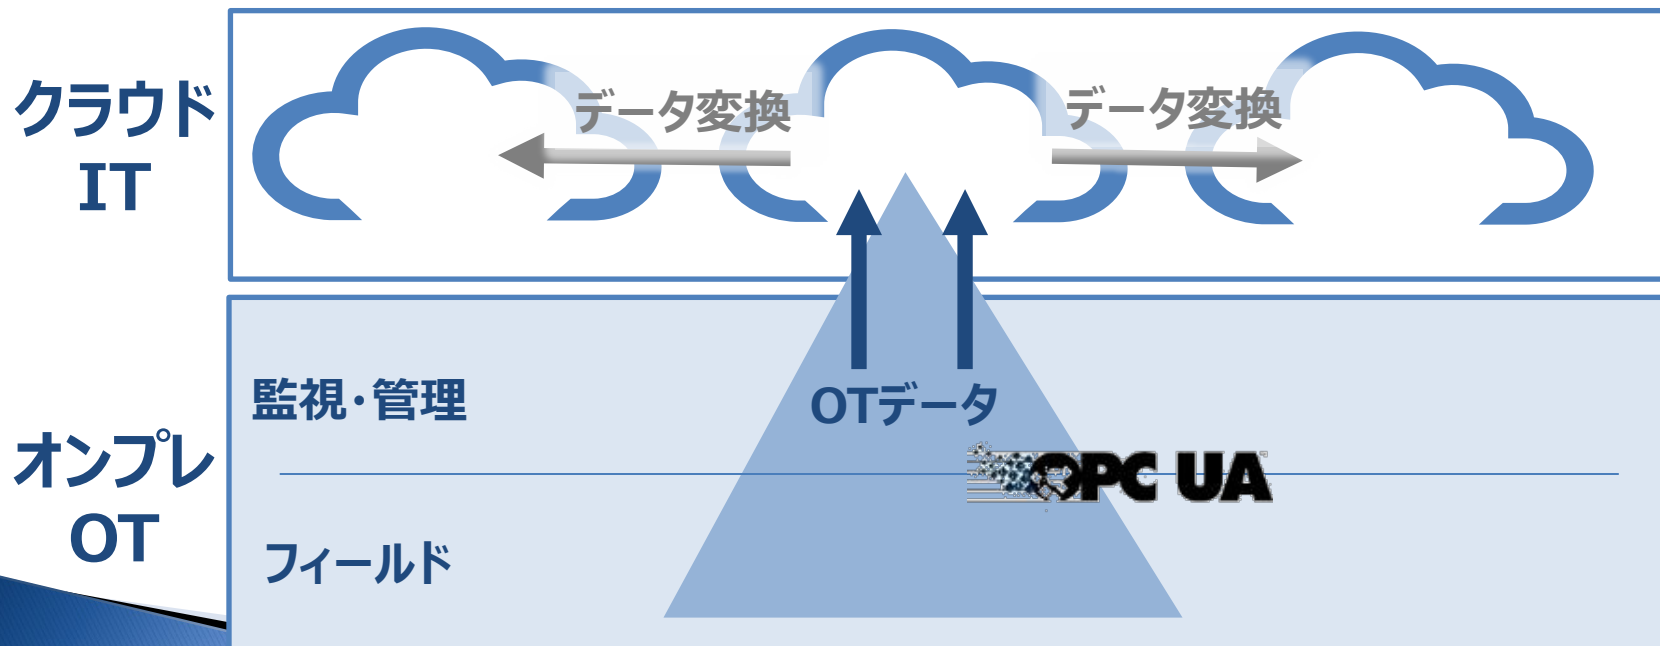 クラウド
IT
データ変換
データ変換
監視・管理
OTデータ
オンプレ
OT
OPC UA
フィールド